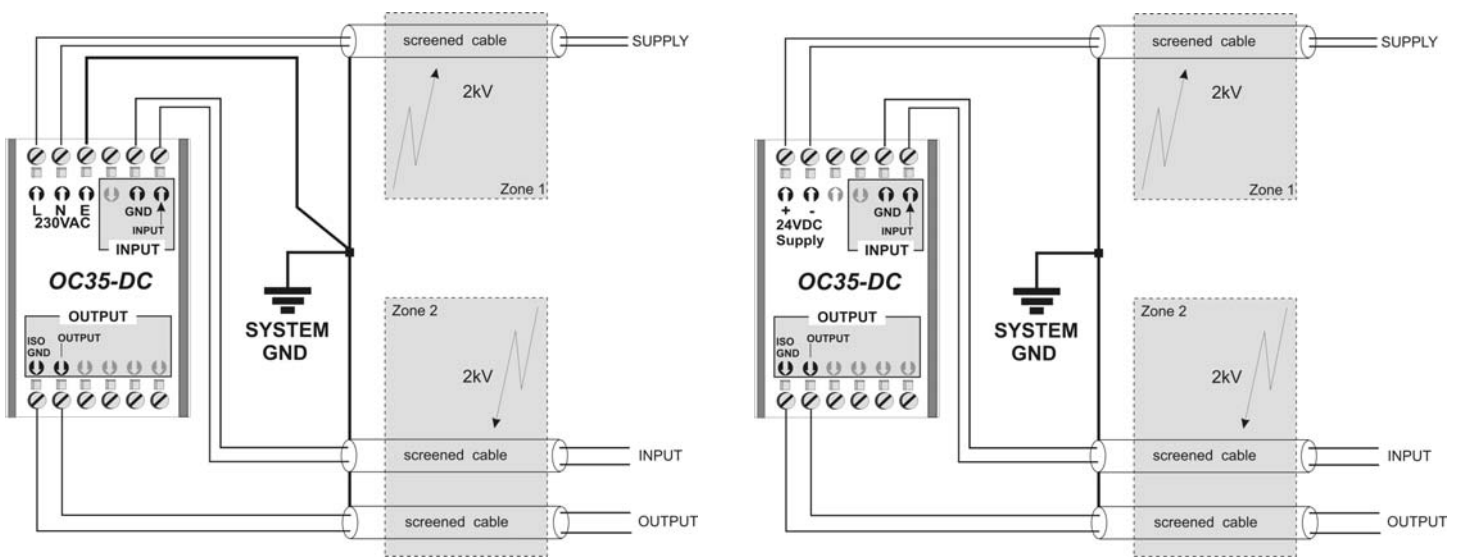 screened cable
SUPPLY
2kV
Zone 1
L N E
230VAC
GND
INPUT
INPUT
OC35-DC
OUTPUT
ISO
GND
OUTPUT
SYSTEM
GND
Zone 2
2kV
screened cable
INPUT
screened cable
OUTPUT
screened cable
SUPPLY
2kV
Zone 1
+ -
24VDC
Supply
GND
INPUT
INPUT
OC35-DC
OUTPUT
ISO
GND
OUTPUT
SYSTEM
GND
Zone 2
2kV
screened cable
INPUT
screened cable
OUTPUT